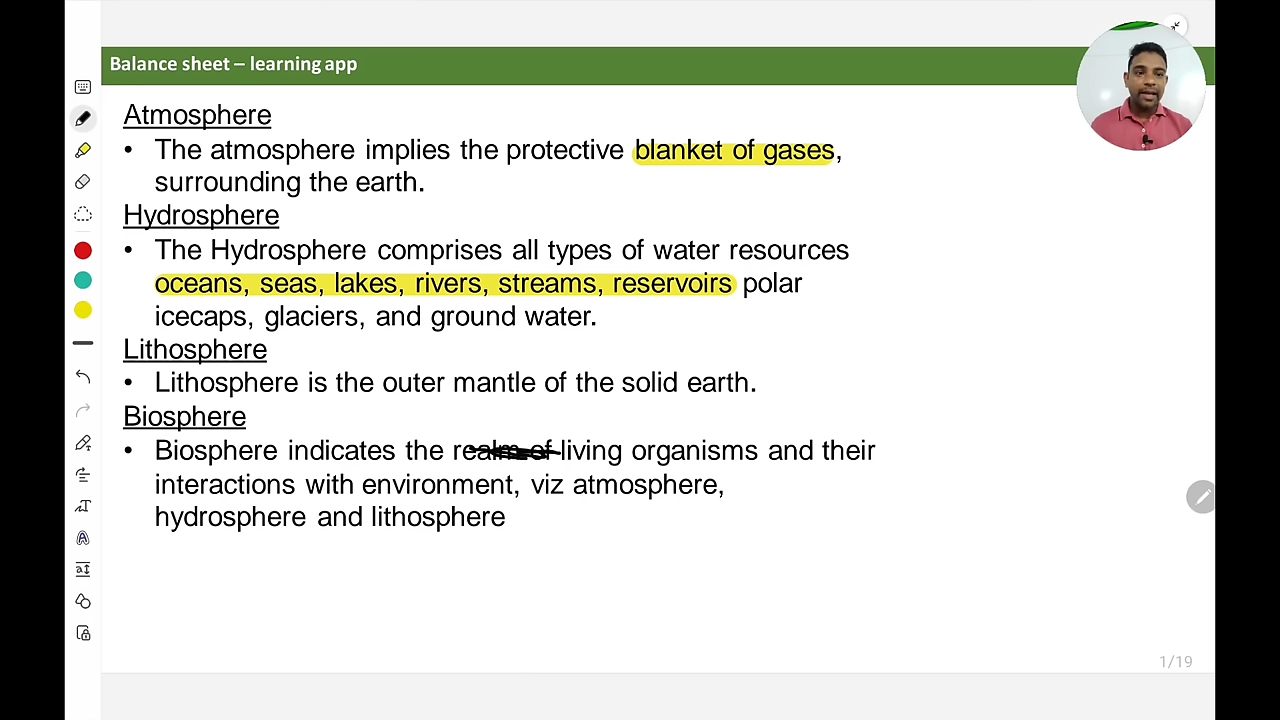 Balance sheet – learning app
Atmosphere
• The atmosphere implies the protective blanket of gases,
surrounding the earth.
Hydrosphere
• The Hydrosphere comprises all types of water resources
oceans, seas, lakes, rivers, streams, reservoirs polar
icecaps, glaciers, and ground water.
Lithosphere
• Lithosphere is the outer mantle of the solid earth.
Biosphere
• Biosphere indicates the realm of living organisms and their
interactions with environment, viz atmosphere,
hydrosphere and lithosphere
1/19